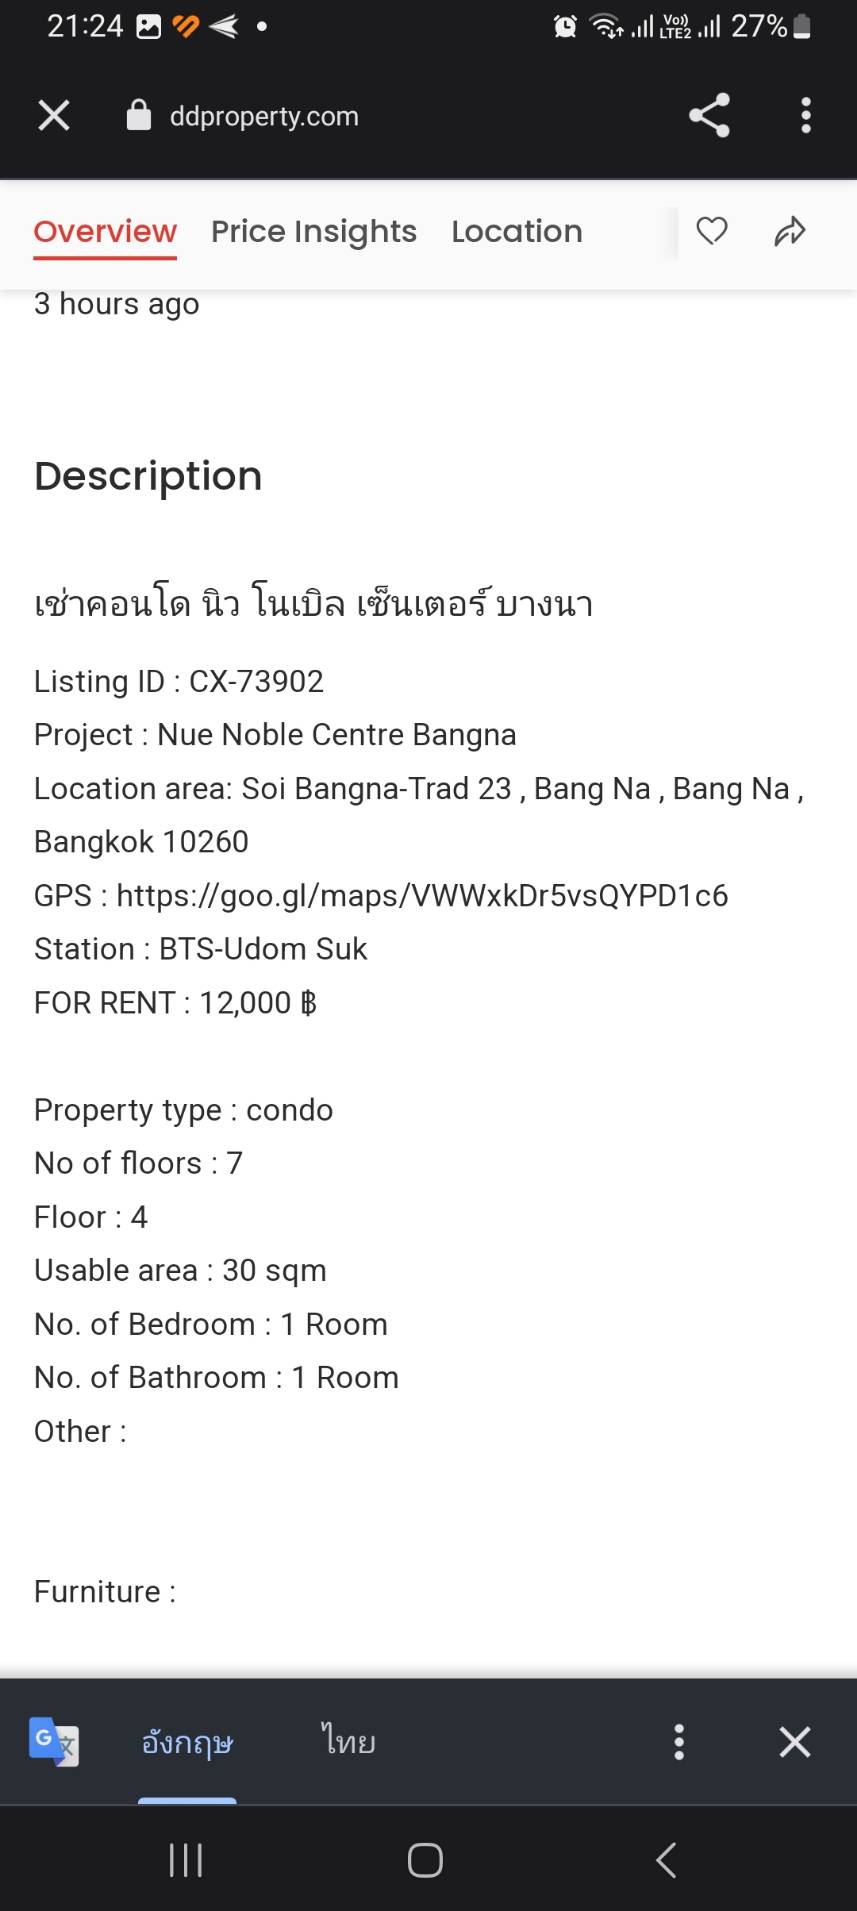 21:24 Vo)) LTE2 27%
ddproperty.com
Overview Price Insights Location
3 hours ago
Description
เช่าคอนโด นิว โนเบิล เซ็นเตอร์ บางนา
Listing ID : CX-73902
Project : Nue Noble Centre Bangna
Location area: Soi Bangna-Trad 23 , Bang Na , Bang Na ,
Bangkok 10260
GPS : https://goo.gl/maps/VWWxkDr5vsQYPD1c6
Station : BTS-Udom Suk
FOR RENT : 12,000 ฿
Property type : condo
No of floors : 7
Floor : 4
Usable area : 30 sqm
No. of Bedroom : 1 Room
No. of Bathroom : 1 Room
Other :
Furniture :
G 文 อังกฤษ ไทย